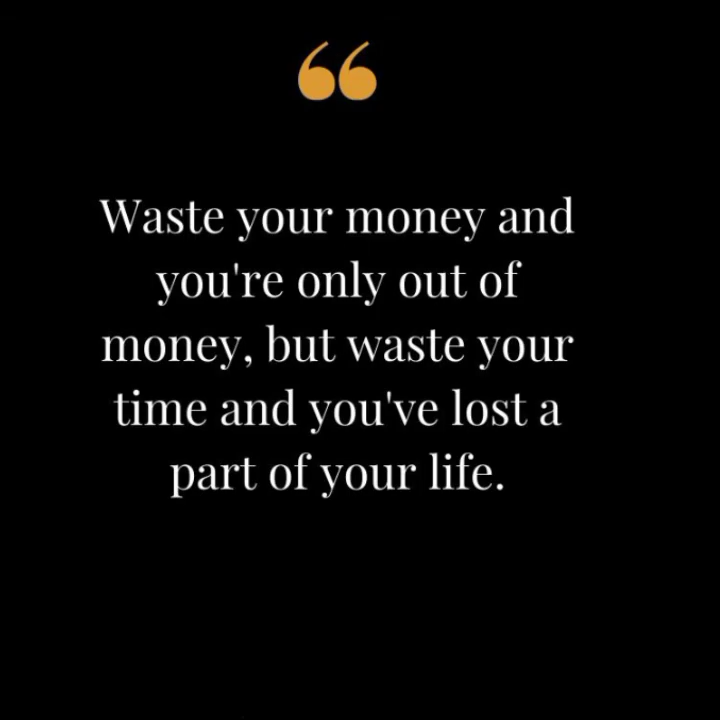 “
Waste your money and
you're only out of
money, but waste your
time and you've lost a
part of your life.